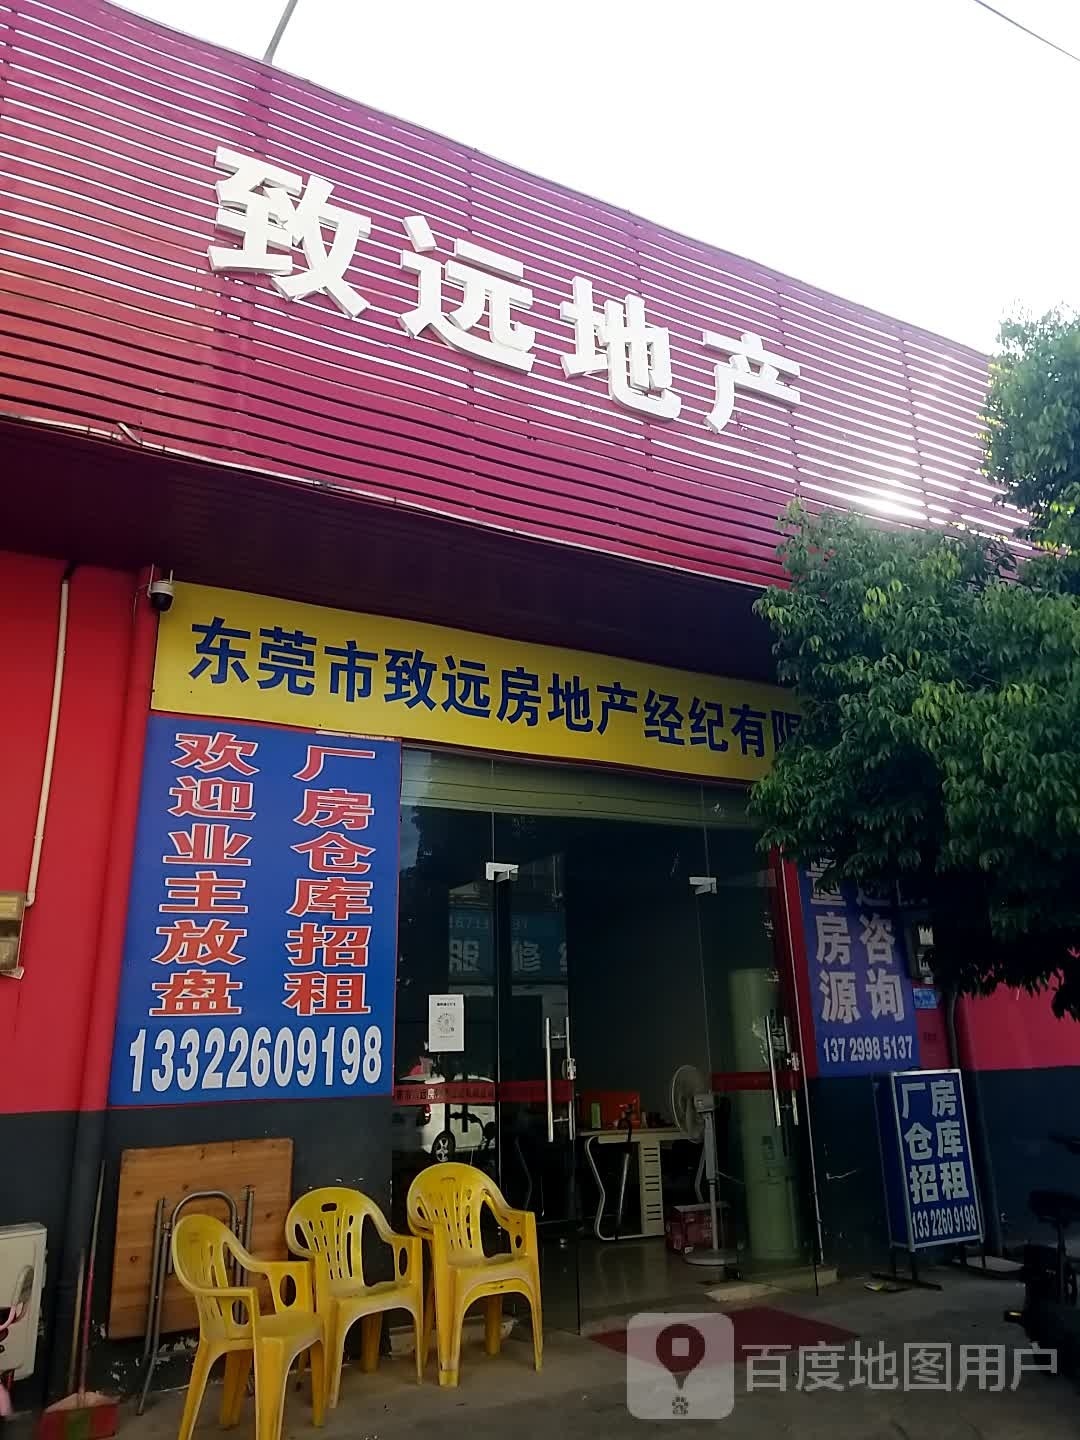 致远地产
东莞市致远房地产经纪有限
厂房仓库招租
欢迎业主放盘
13322609198
咨询
房源
137 2998 5137
厂房
仓库
招租
133 2260 9198
服 修
百度地图用户